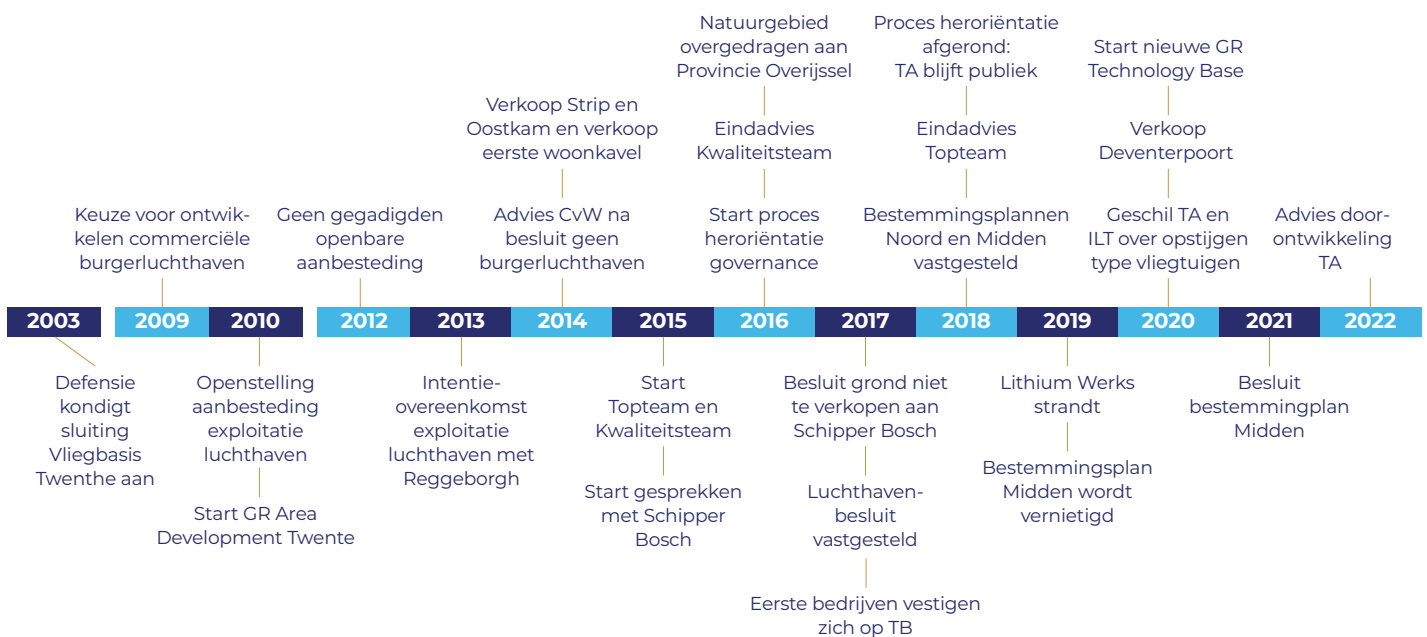 Natuurgebied
overgedragen aan
Provincie Overijssel
Proces heroriëntatie
afgerond:
TA blijft publiek
Start nieuwe GR
Technology Base
Verkoop Strip en
Oostkam en verkoop
eerste woonkavel
Eindadvies
Kwaliteitsteam
Eindadvies
Topteam
Verkoop
Deventerpoort
Keuze voor ontwik-
kelen commerciële
burgerluchthaven
Geen gegadigden
openbare
aanbesteding
Advies CvW na
besluit geen
burgerluchthaven
Start proces
heroriëntatie
governance
Bestemmingsplannen
Noord en Midden
vastgesteld
Geschil TA en
ILT over opstijgen
type vliegtuigen
Advies door-
ontwikkeling
TA
2003 2009 2010 2012 2013 2014 2015 2016 2017 2018 2019 2020 2021 2022
Defensie
kondigt
sluiting
Vliegbasis
Twenthe aan
Openstelling
aanbesteding
exploitatie
luchthaven
Start GR Area
Development Twente
Intentie-
overeenkomst
exploitatie
luchthaven met
Reggeborgh
Start
Topteam en
Kwaliteitsteam
Start gesprekken
met Schipper
Bosch
Besluit grond niet
te verkopen aan
Schipper Bosch
Luchthaven-
besluit
vastgesteld
Eerste bedrijven vestigen
zich op TB
Lithium Werks
strandt
Bestemmingsplan
Midden wordt
vernietigd
Besluit
bestemmingplan
Midden